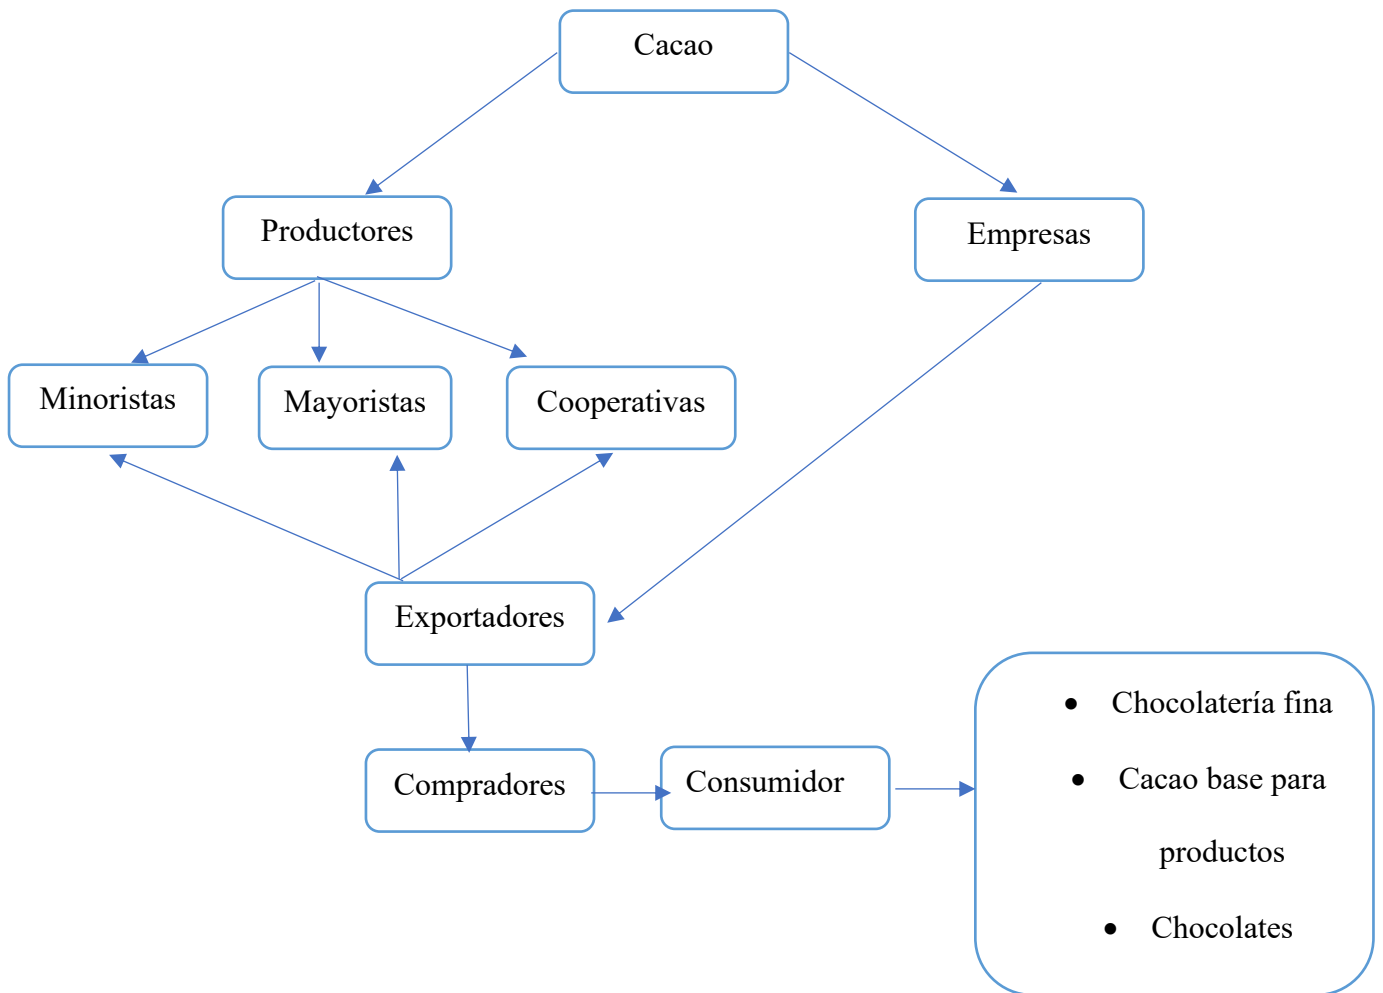 Cacao
Productores
Empresas
Minoristas
Mayoristas
Cooperativas
Exportadores
Compradores
Consumidor
• Chocolatería fina
• Cacao base para
productos
• Chocolates